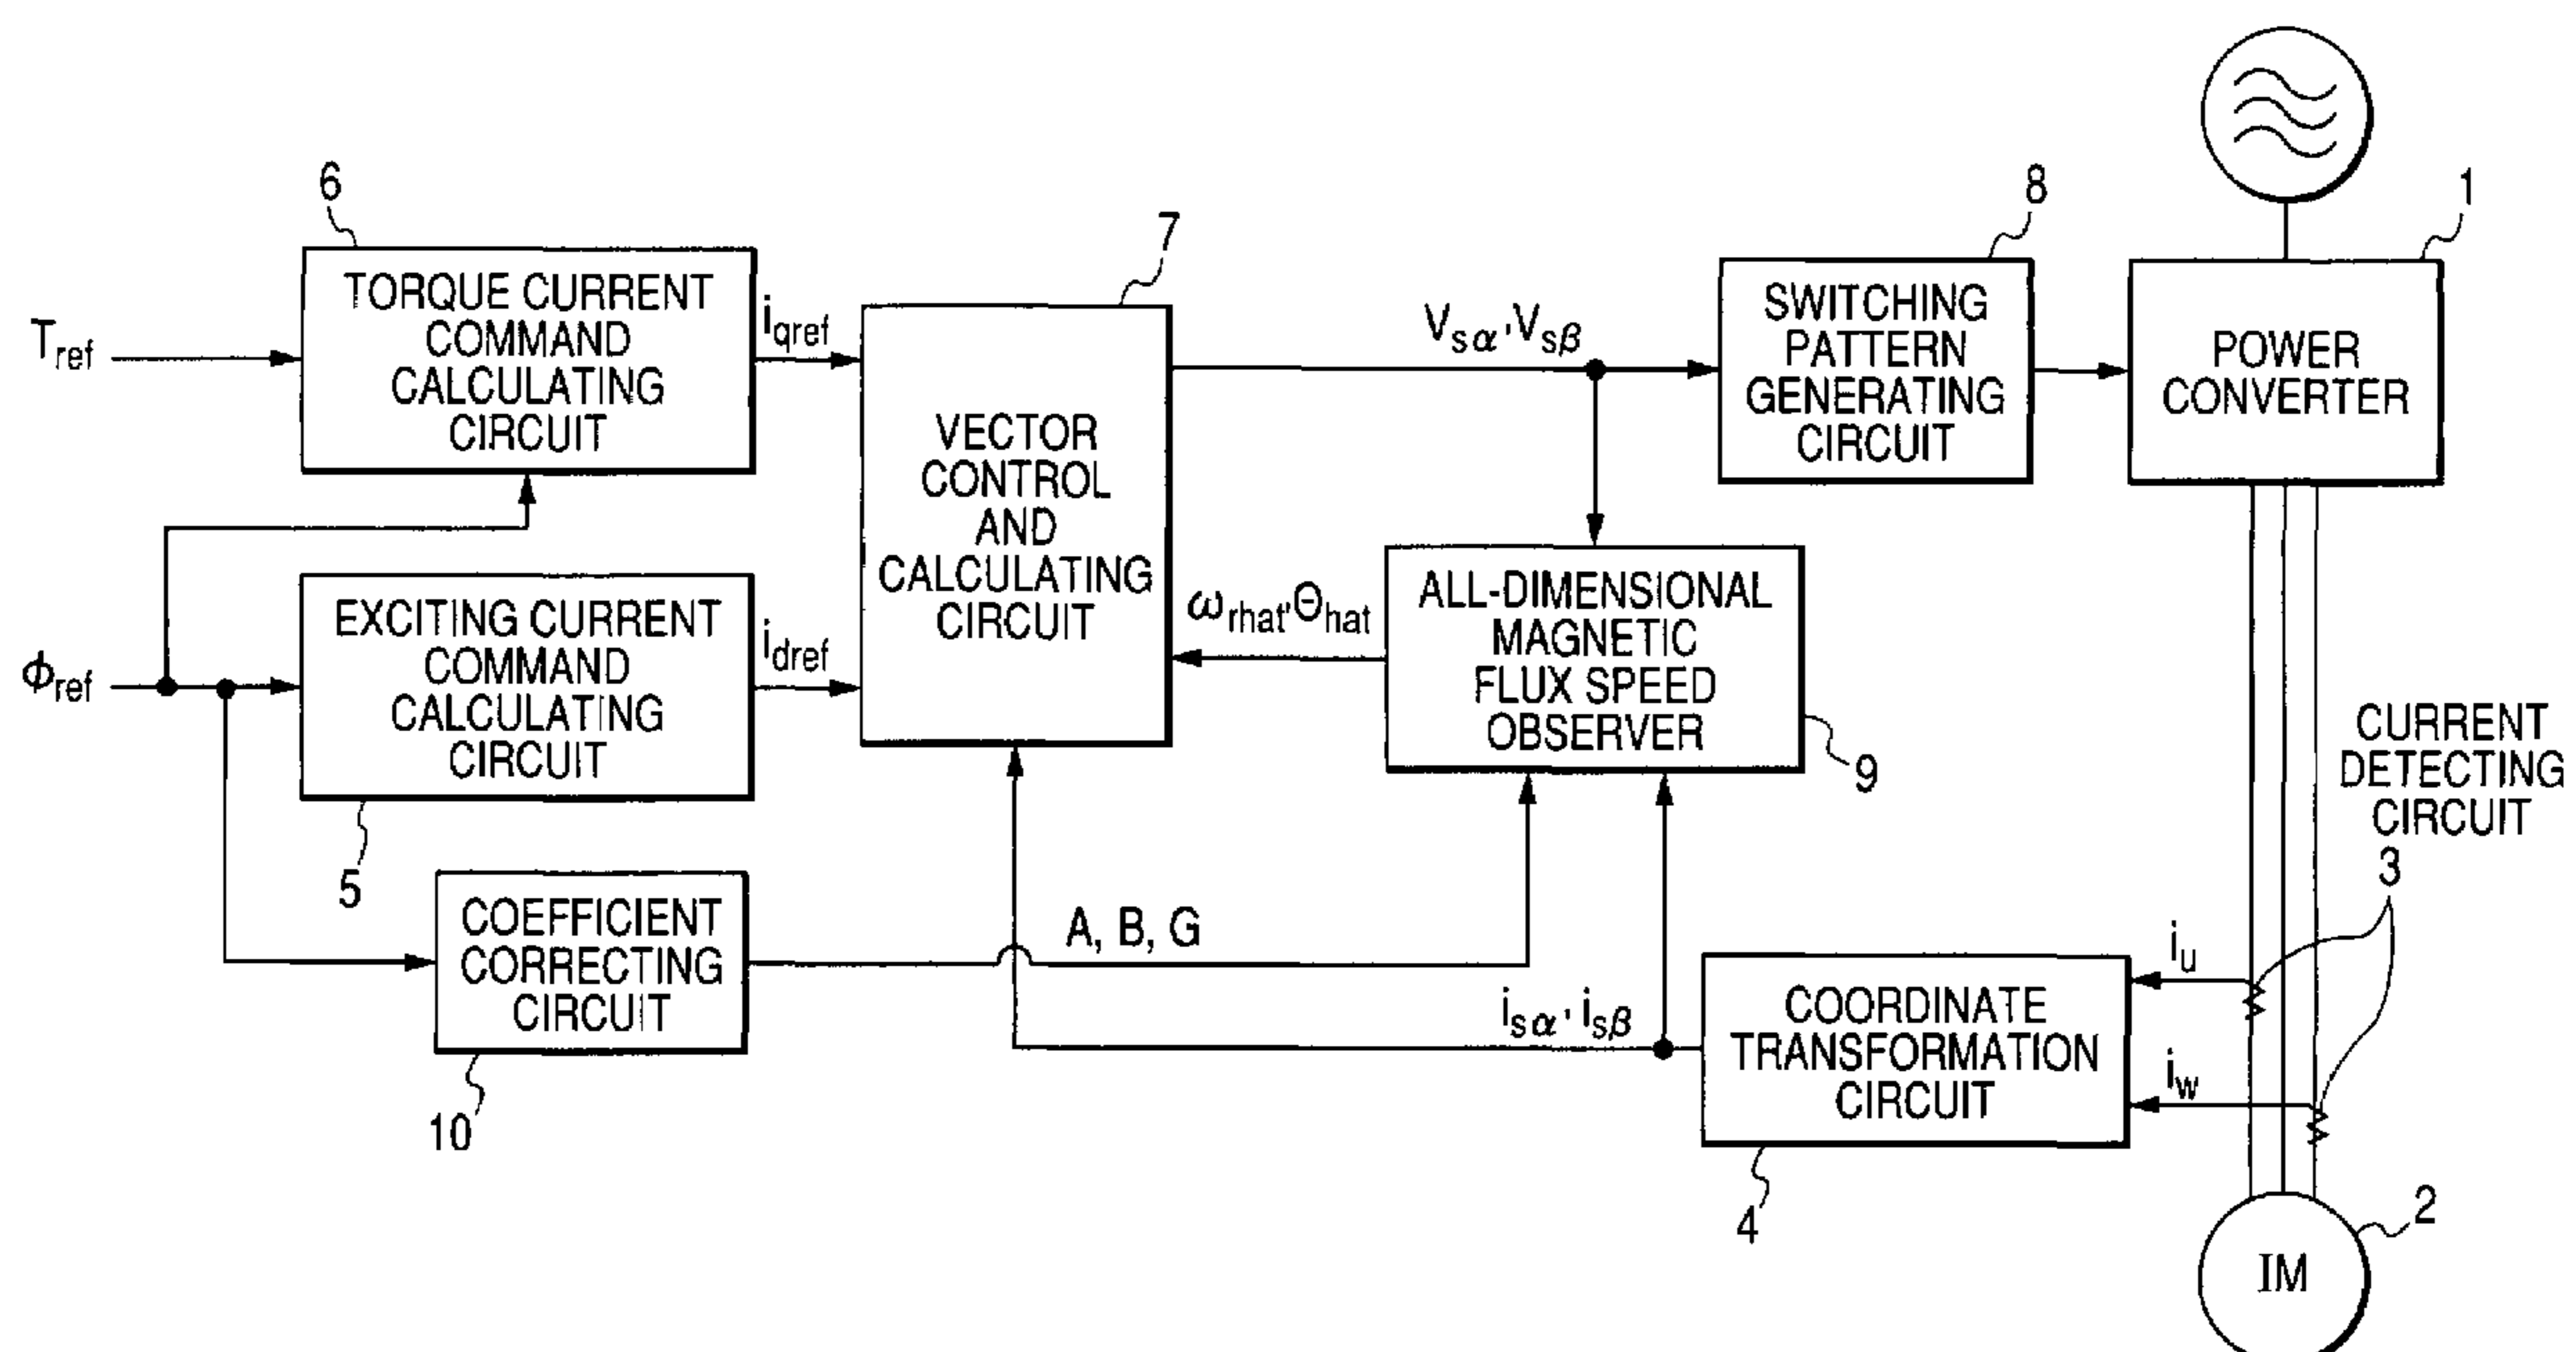 6
TORQUE CURRENT
COMMAND
CALCULATING
CIRCUIT
T_ref
i_qref
ϕ_ref
EXCITING CURRENT
COMMAND
CALCULATING
CIRCUIT
5
i_dref
COEFFICIENT
CORRECTING
CIRCUIT
10
7
VECTOR
CONTROL
AND
CALCULATING
CIRCUIT
V_sα, V_sβ
8
SWITCHING
PATTERN
GENERATING
CIRCUIT
1
POWER
CONVERTER
ω_rhat, Θ_hat
ALL-DIMENSIONAL
MAGNETIC
FLUX SPEED
OBSERVER
9
A, B, G
i_sα, i_sβ
COORDINATE
TRANSFORMATION
CIRCUIT
4
i_u
i_w
CURRENT
DETECTING
CIRCUIT
3
2
IM